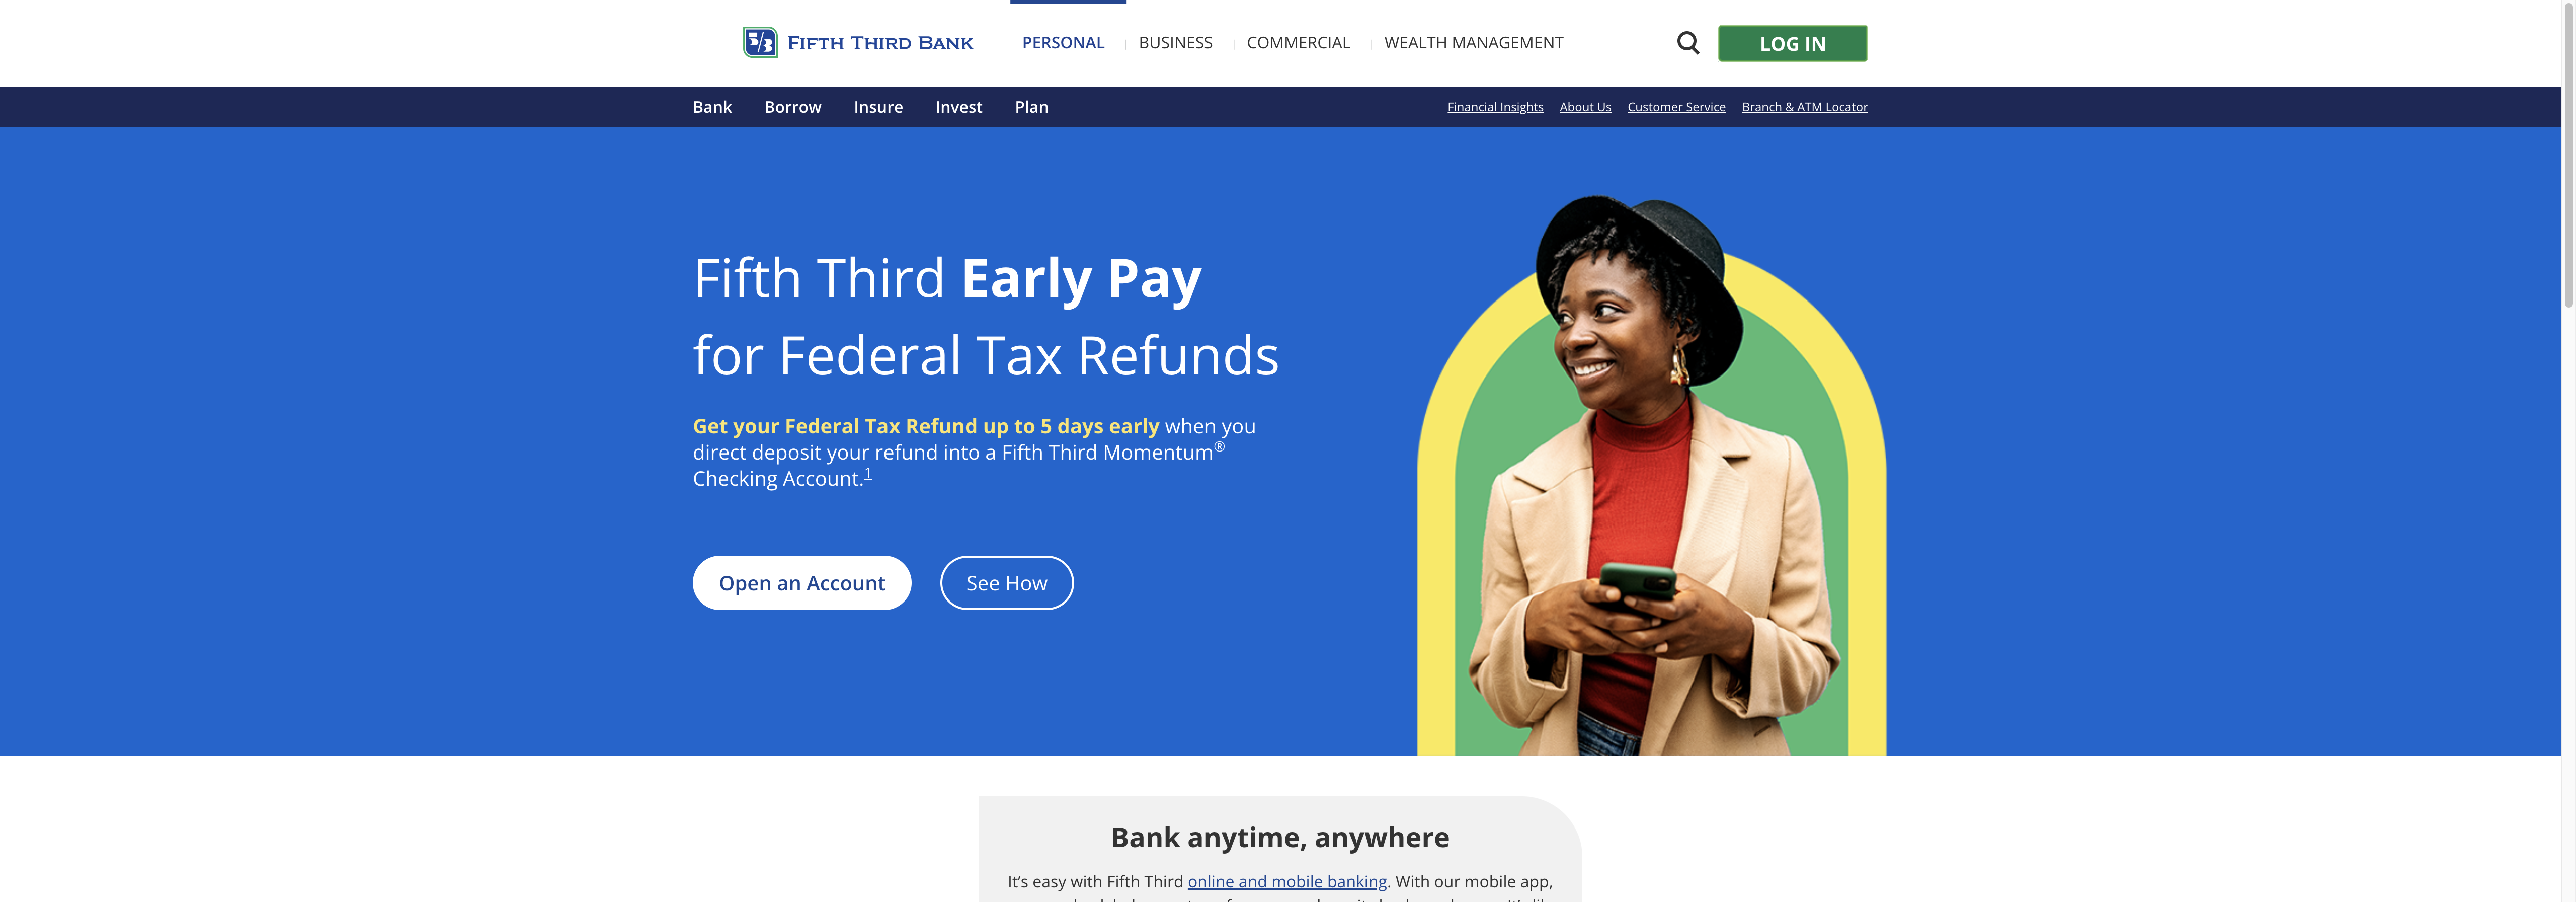 5/3 FIFTH THIRD BANK
PERSONAL
BUSINESS
COMMERCIAL
WEALTH MANAGEMENT
LOG IN
Bank
Borrow
Insure
Invest
Plan
Financial Insights
About Us
Customer Service
Branch & ATM Locator
Fifth Third Early Pay
for Federal Tax Refunds
Get your Federal Tax Refund up to 5 days early when you
direct deposit your refund into a Fifth Third Momentum®
Checking Account.1
Open an Account
See How
Bank anytime, anywhere
It’s easy with Fifth Third online and mobile banking. With our mobile app,